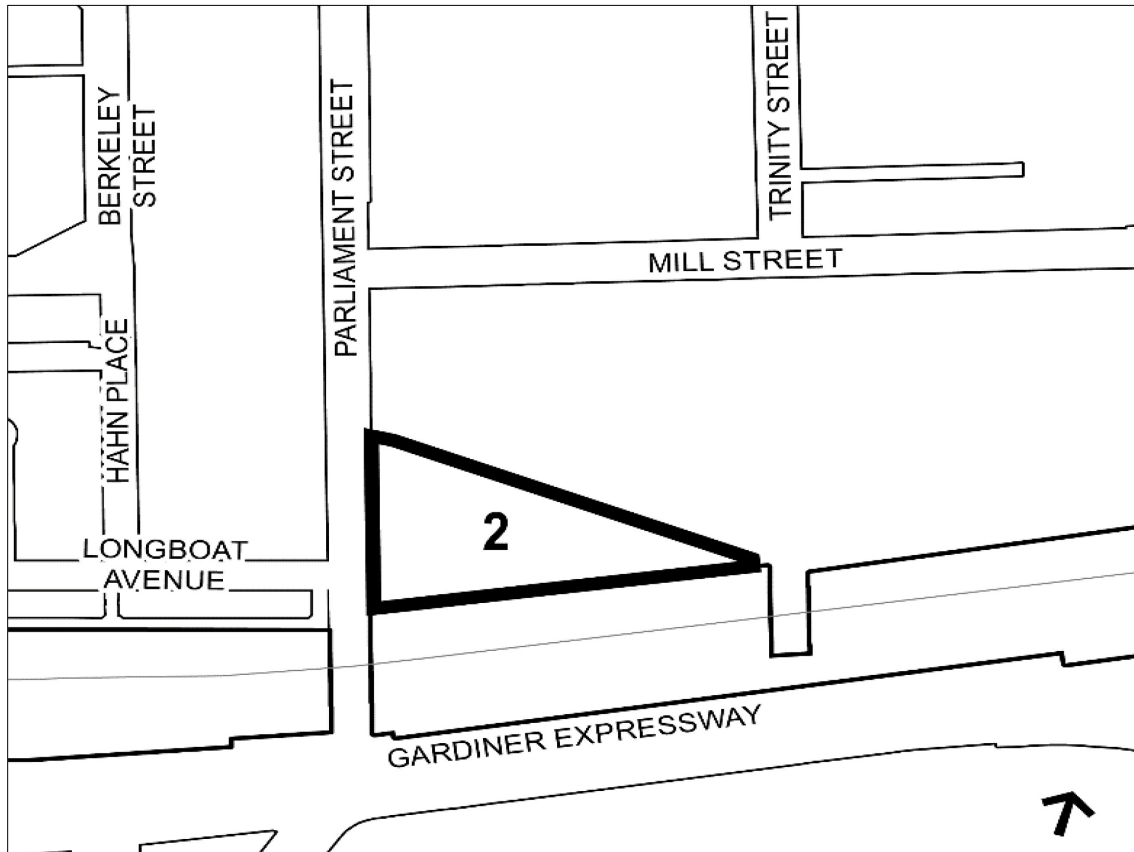 BERKELEY
STREET
PARLIAMENT STREET
TRINITY STREET
MILL STREET
HAHN PLACE
2
LONGBOAT
AVENUE
GARDINER EXPRESSWAY